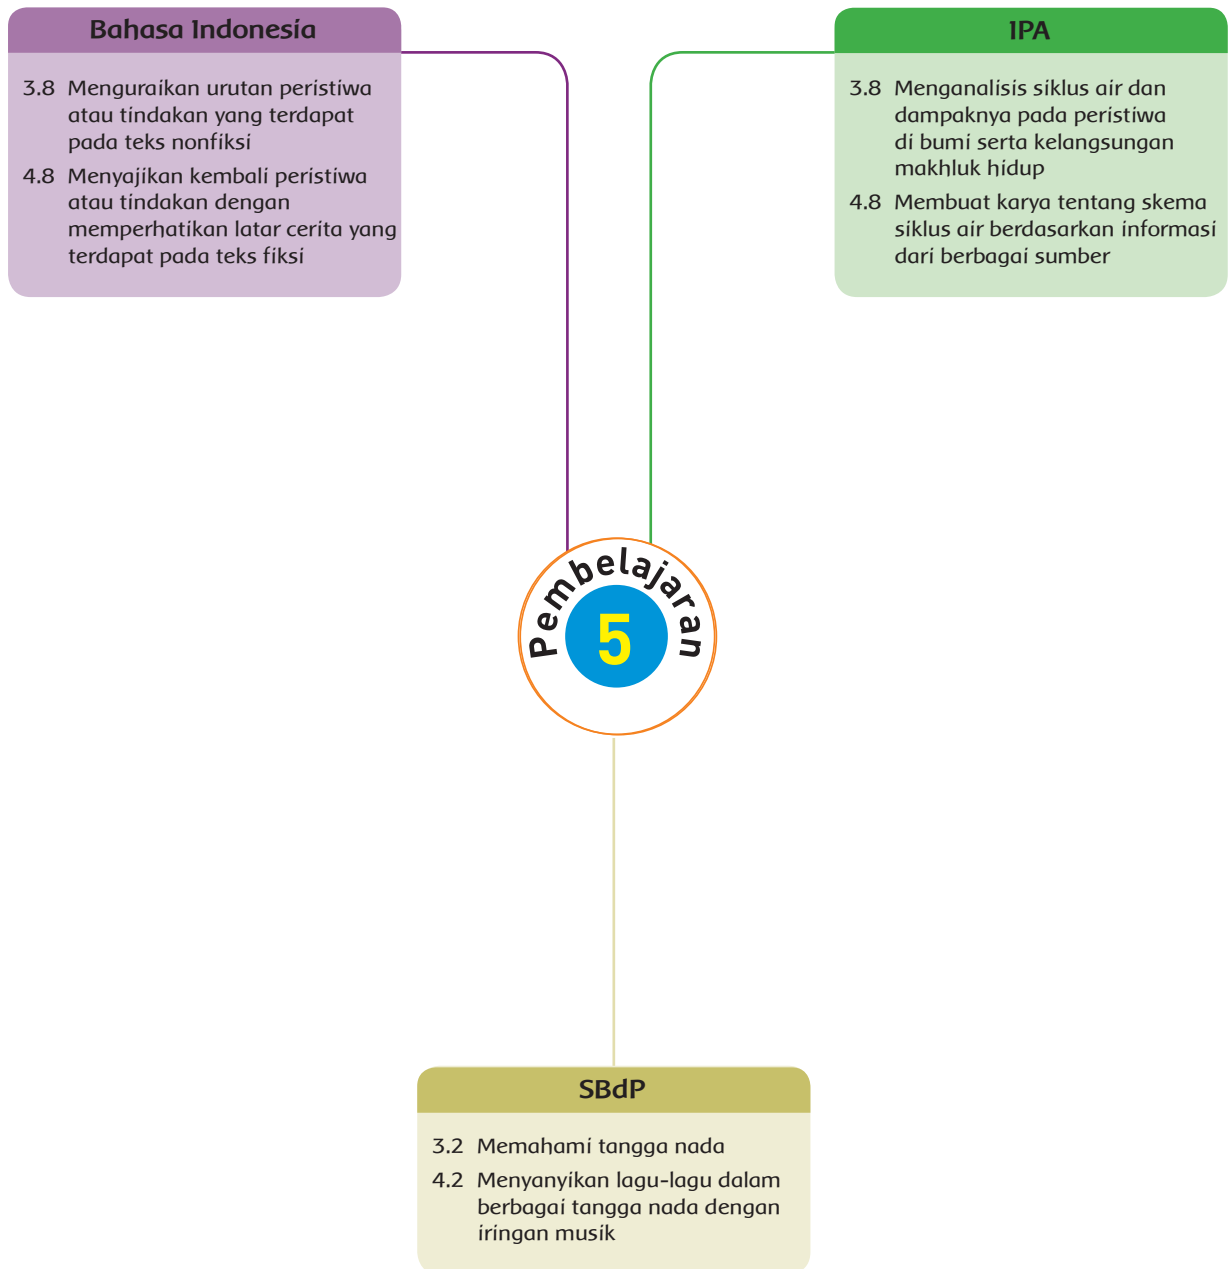 Bahasa Indonesia
3.8 Menguraikan urutan peristiwa
atau tindakan yang terdapat
pada teks nonfiksi
4.8 Menyajikan kembali peristiwa
atau tindakan dengan
memperhatikan latar cerita yang
terdapat pada teks fiksi
IPA
3.8 Menganalisis siklus air dan
dampaknya pada peristiwa
di bumi serta kelangsungan
makhluk hidup
4.8 Membuat karya tentang skema
siklus air berdasarkan informasi
dari berbagai sumber
Pembelajaran
5
SBdP
3.2 Memahami tangga nada
4.2 Menyanyikan lagu-lagu dalam
berbagai tangga nada dengan
iringan musik